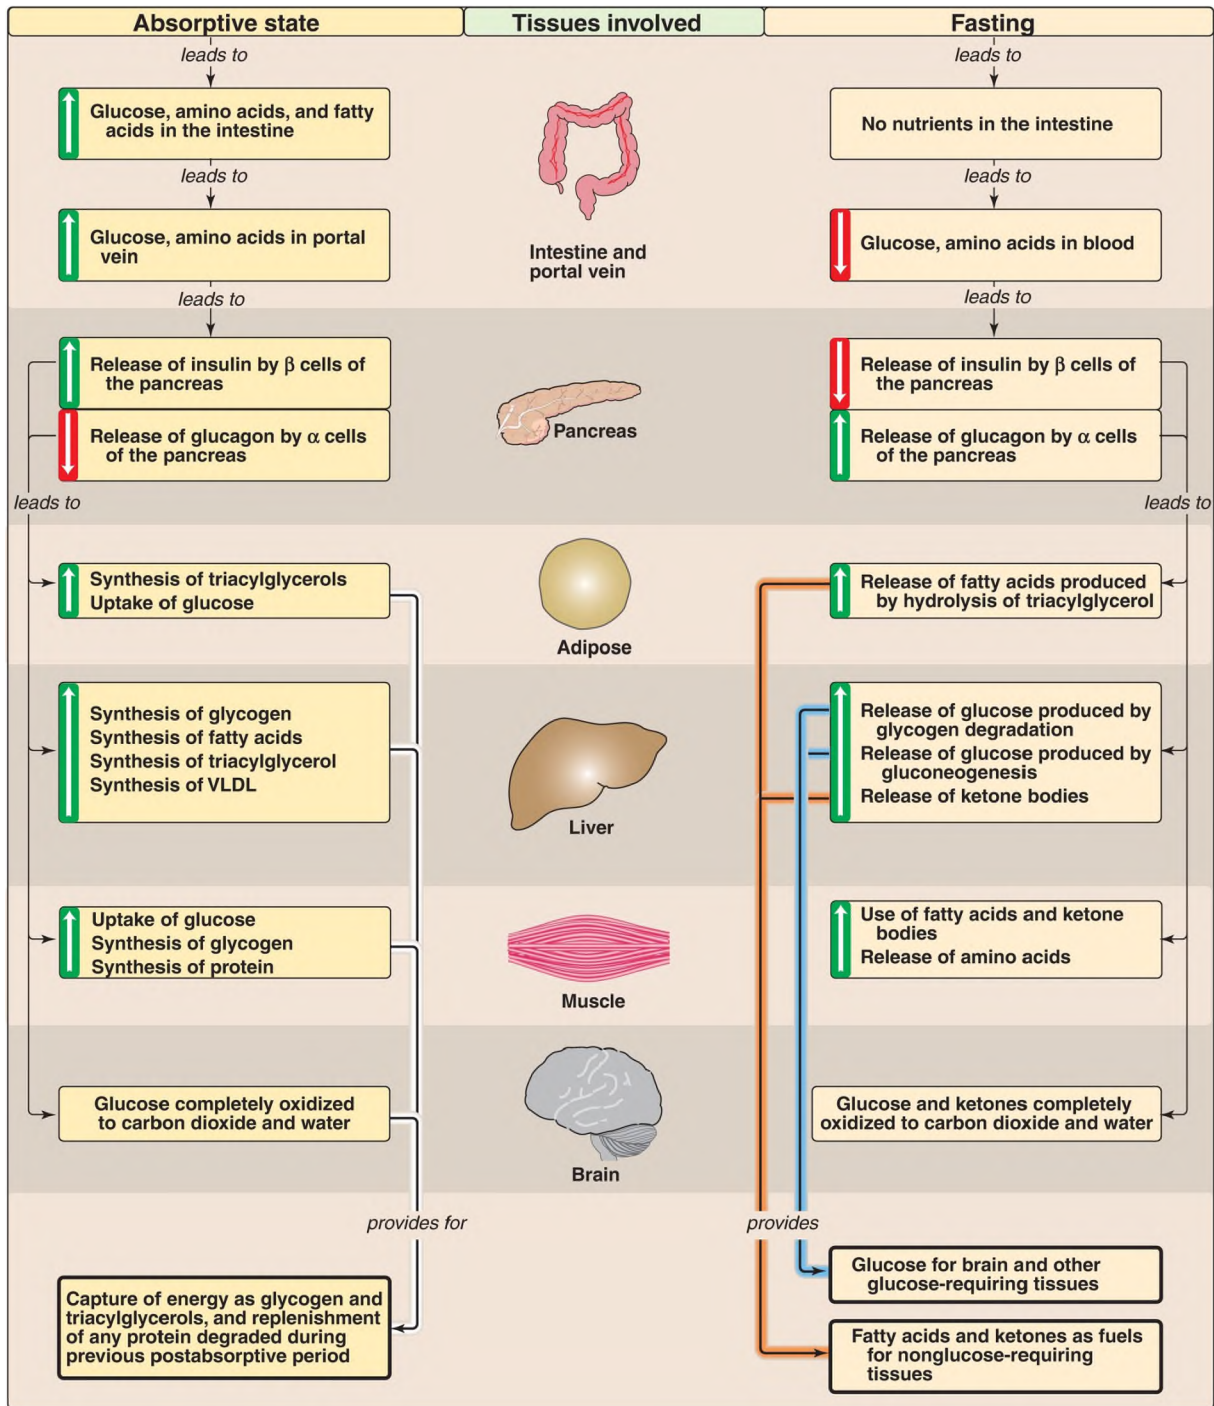 Absorptive state
Tissues involved
Fasting
leads to
Glucose, amino acids, and fatty
acids in the intestine
leads to
Glucose, amino acids in portal
vein
leads to
Release of insulin by β cells of
the pancreas
Release of glucagon by α cells
of the pancreas
leads to
Synthesis of triacylglycerols
Uptake of glucose
Synthesis of glycogen
Synthesis of fatty acids
Synthesis of triacylglycerol
Synthesis of VLDL
Uptake of glucose
Synthesis of glycogen
Synthesis of protein
Glucose completely oxidized
to carbon dioxide and water
provides for
Capture of energy as glycogen and
triacylglycerols, and replenishment
of any protein degraded during
previous postabsorptive period
Intestine and
portal vein
Pancreas
Adipose
Liver
Muscle
Brain
leads to
No nutrients in the intestine
leads to
Glucose, amino acids in blood
leads to
Release of insulin by β cells of
the pancreas
Release of glucagon by α cells
of the pancreas
leads to
Release of fatty acids produced
by hydrolysis of triacylglycerol
Release of glucose produced by
glycogen degradation
Release of glucose produced by
gluconeogenesis
Release of ketone bodies
Use of fatty acids and ketone
bodies
Release of amino acids
Glucose and ketones completely
oxidized to carbon dioxide and water
provides
Glucose for brain and other
glucose-requiring tissues
Fatty acids and ketones as fuels
for nonglucose-requiring
tissues